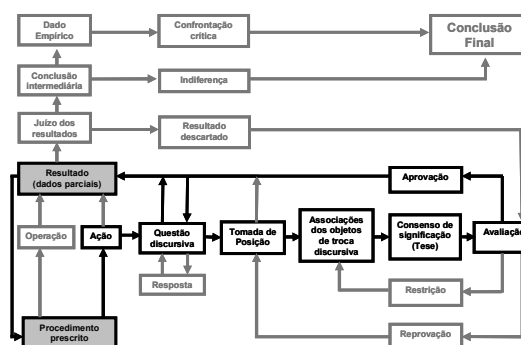 Dado
Empírico
Confrontação
crítica
Conclusão
Final
Conclusão
intermediária
Indiferença
Juízo dos
resultados
Resultado
descartado
Resultado
(dados parciais)
Aprovação
Operação
Ação
Questão
discursiva
Tomada de
Posição
Associações
dos objetos
de troca
discursiva
Consenso de
significação
(Tese)
Avaliação
Resposta
Restrição
Procedimento
prescrito
Reprovação